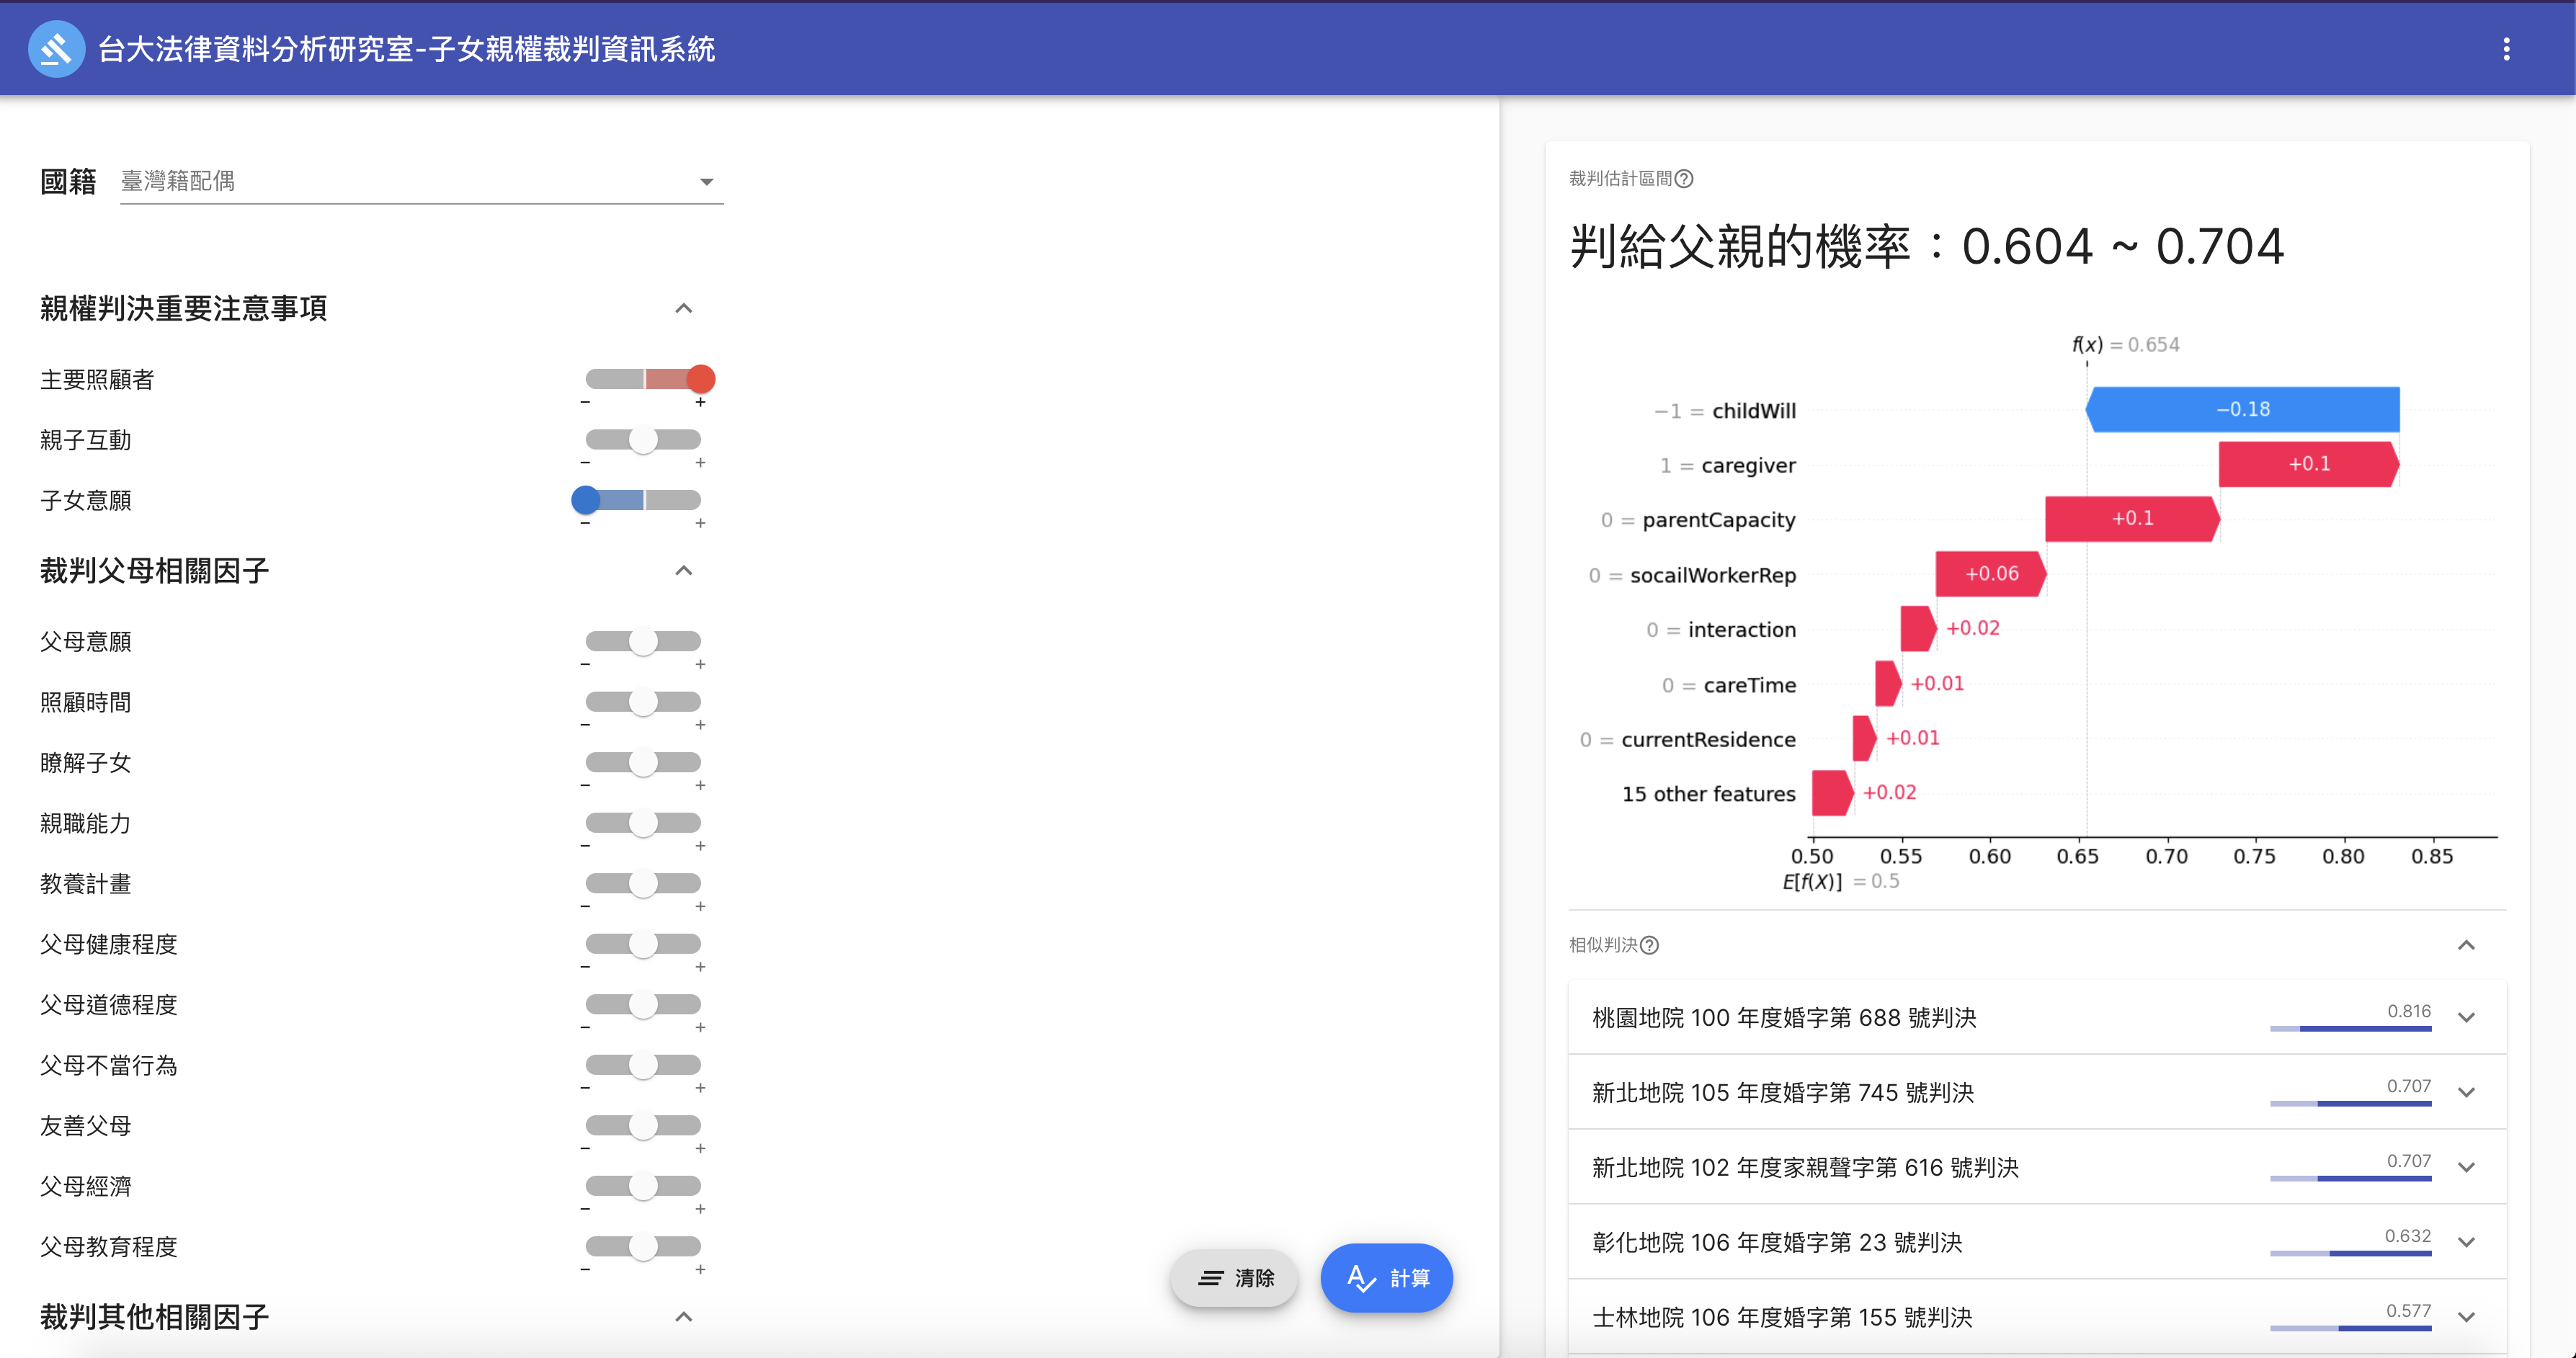 台大法律資料分析研究室-子女親權裁判資訊系統
國籍 臺灣籍配偶
親權判決重要注意事項
主要照顧者
− +
親子互動
− +
子女意願
− +
裁判父母相關因子
父母意願
− +
照顧時間
− +
瞭解子女
− +
親職能力
− +
教養計畫
− +
父母健康程度
− +
父母道德程度
− +
父母不當行為
− +
友善父母
− +
父母經濟
− +
父母教育程度
− +
裁判其他相關因子
清除 計算
裁判估計區間?
判給父親的機率：0.604 ~ 0.704
f(x) = 0.654
−1 = childWill −0.18
1 = caregiver +0.1
0 = parentCapacity +0.1
0 = socailWorkerRep +0.06
0 = interaction +0.02
0 = careTime +0.01
0 = currentResidence +0.01
15 other features +0.02
0.50 0.55 0.60 0.65 0.70 0.75 0.80 0.85
E[f(X)] = 0.5
相似判決?
桃園地院 100 年度婚字第 688 號判決 0.816
新北地院 105 年度婚字第 745 號判決 0.707
新北地院 102 年度家親聲字第 616 號判決 0.707
彰化地院 106 年度婚字第 23 號判決 0.632
士林地院 106 年度婚字第 155 號判決 0.577